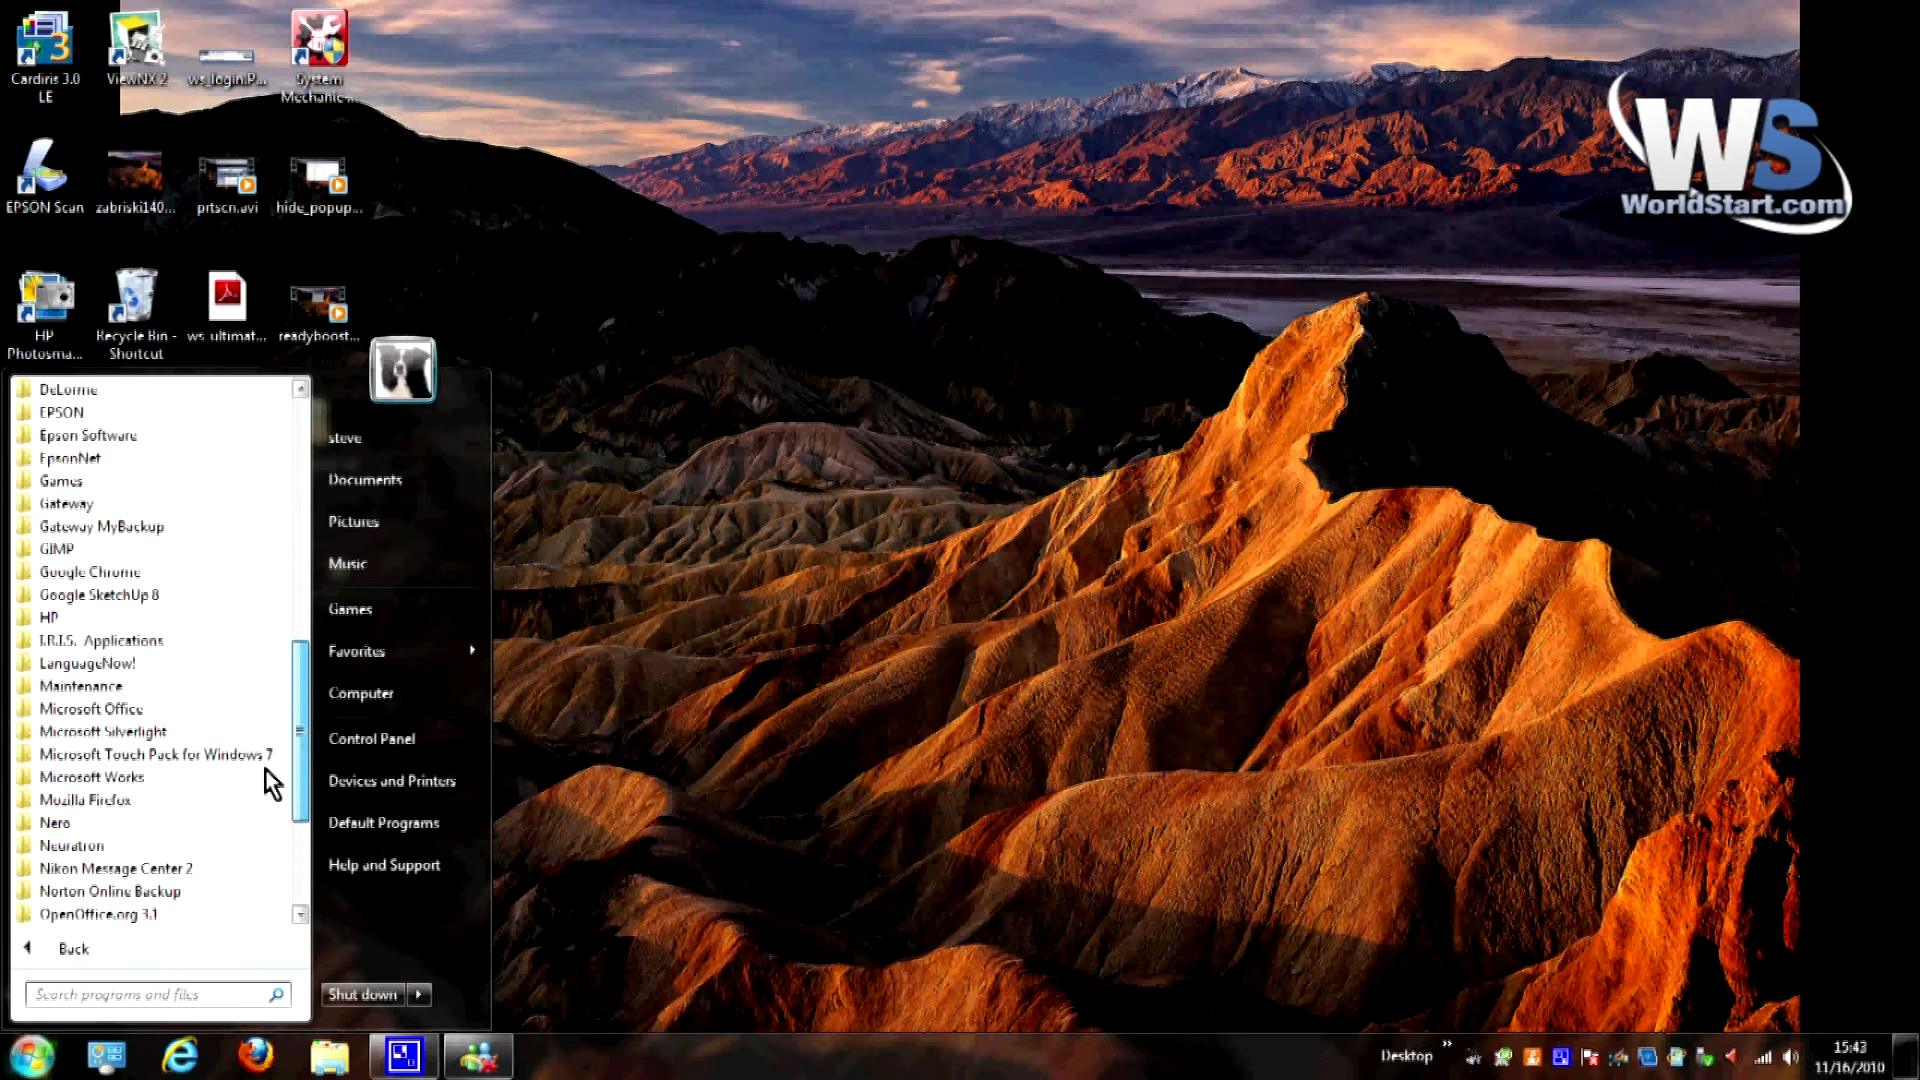 Cardiris 3.0
LE
ViewNX 2
ws_login.P...
System
Mechanic ...
EPSON Scan
zabriski140...
prtscn.avi
hide_popup...
HP
Photosma...
Recycle Bin -
Shortcut
ws_ultimat...
readyboost...
WS
WorldStart.com
DeLorme
EPSON
Epson Software
EpsonNet
Games
Gateway
Gateway MyBackup
GIMP
Google Chrome
Google SketchUp 8
HP
I.R.I.S. Applications
LanguageNow!
Maintenance
Microsoft Office
Microsoft Silverlight
Microsoft Touch Pack for Windows 7
Microsoft Works
Mozilla Firefox
Nero
Neuratron
Nikon Message Center 2
Norton Online Backup
OpenOffice.org 3.1
Back
Search programs and files
steve
Documents
Pictures
Music
Games
Favorites
Computer
Control Panel
Devices and Printers
Default Programs
Help and Support
Shut down
Desktop
15:43
11/16/2010